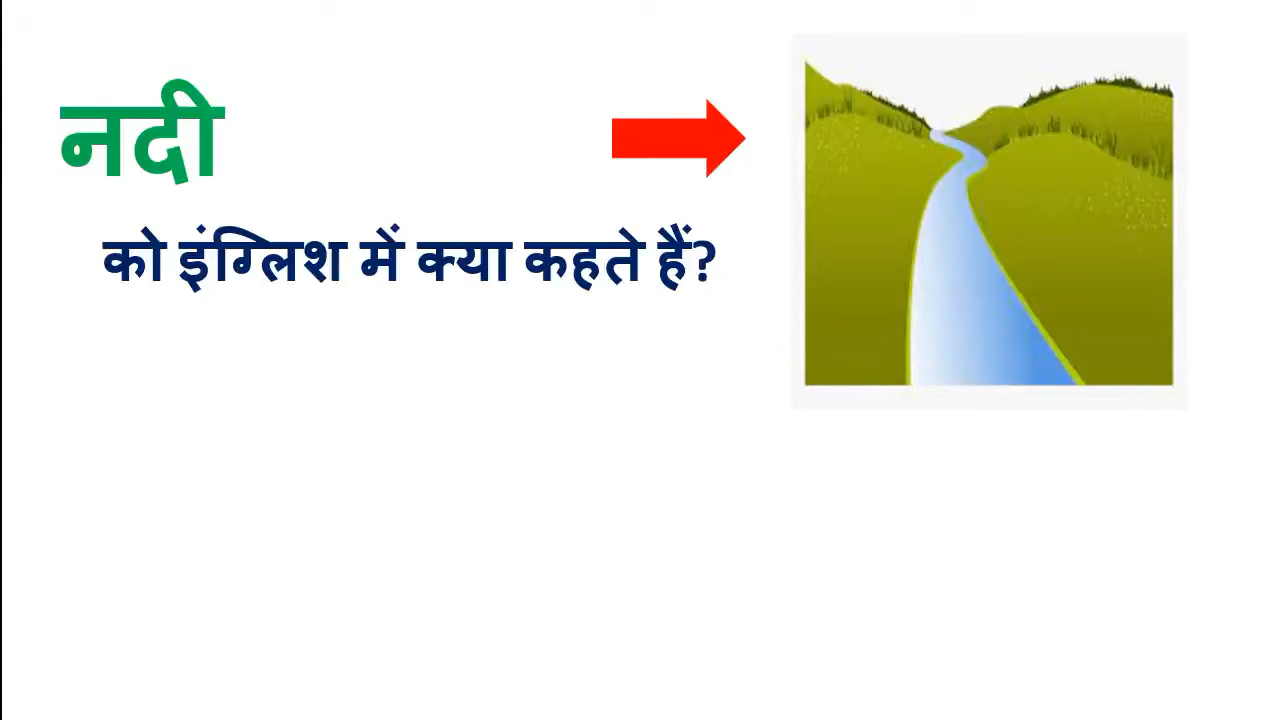 नदी
को इंग्लिश में क्या कहते हैं?